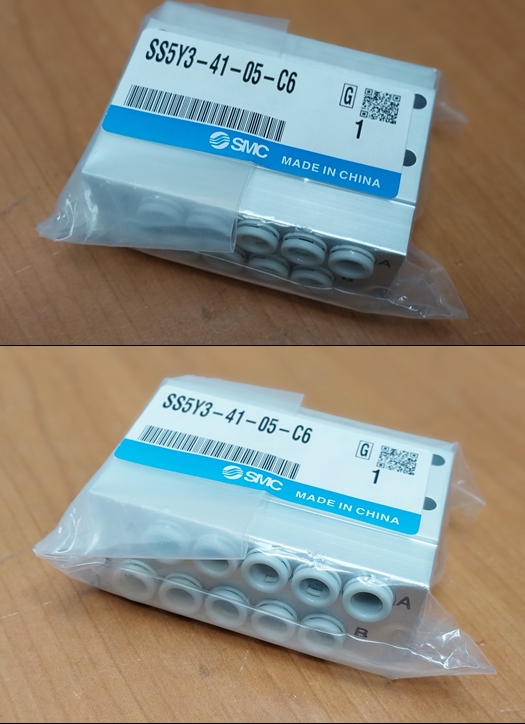 SS5Y3-41-05-C6
G
1
SMC MADE IN CHINA
A
B
SS5Y3-41-05-C6
G
1
SMC MADE IN CHINA
A
B